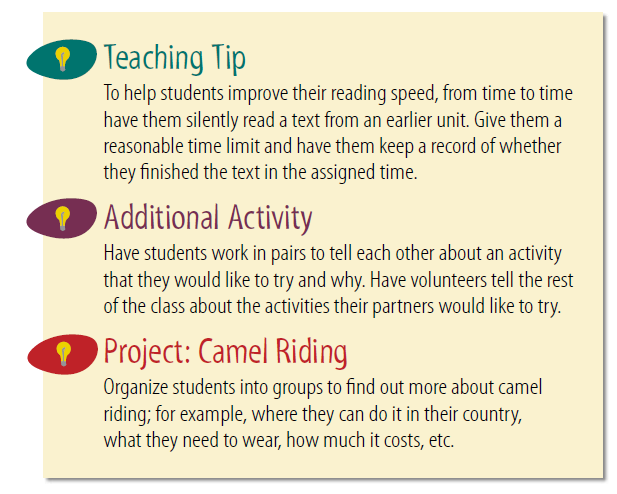 Teaching Tip
To help students improve their reading speed, from time to time
have them silently read a text from an earlier unit. Give them a
reasonable time limit and have them keep a record of whether
they finished the text in the assigned time.
Additional Activity
Have students work in pairs to tell each other about an activity
that they would like to try and why. Have volunteers tell the rest
of the class about the activities their partners would like to try.
Project: Camel Riding
Organize students into groups to find out more about camel
riding; for example, where they can do it in their country,
what they need to wear, how much it costs, etc.